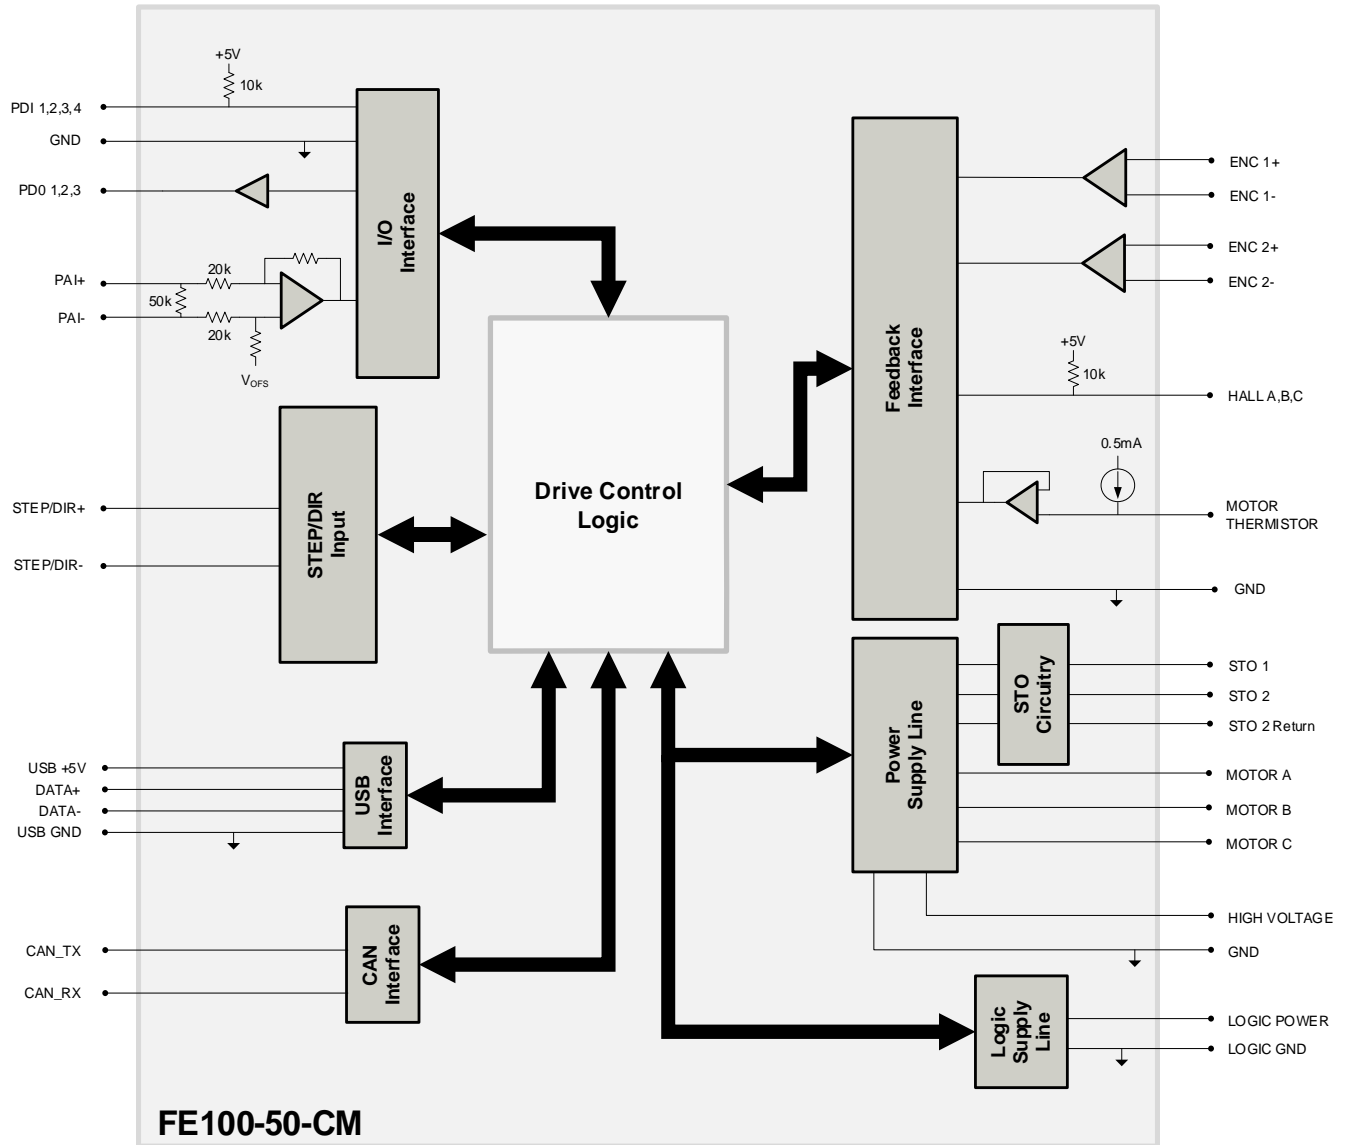 +5V
10k
PDI 1,2,3,4
GND
PD0 1,2,3
PAI+
20k
50k
PAI-
20k
VOFS
I/O
Interface
STEP/DIR+
STEP/DIR-
STEP/DIR
Input
Drive Control
Logic
Feedback
Interface
ENC 1+
ENC 1-
ENC 2+
ENC 2-
+5V
10k
HALL A,B,C
0.5mA
MOTOR
THERMISTOR
GND
STO
Circuitry
STO 1
STO 2
STO 2 Return
Power
Supply Line
MOTOR A
MOTOR B
MOTOR C
HIGH VOLTAGE
GND
USB +5V
DATA+
DATA-
USB GND
USB
Interface
CAN_TX
CAN_RX
CAN
Interface
Logic
Supply
Line
LOGIC POWER
LOGIC GND
FE100-50-CM